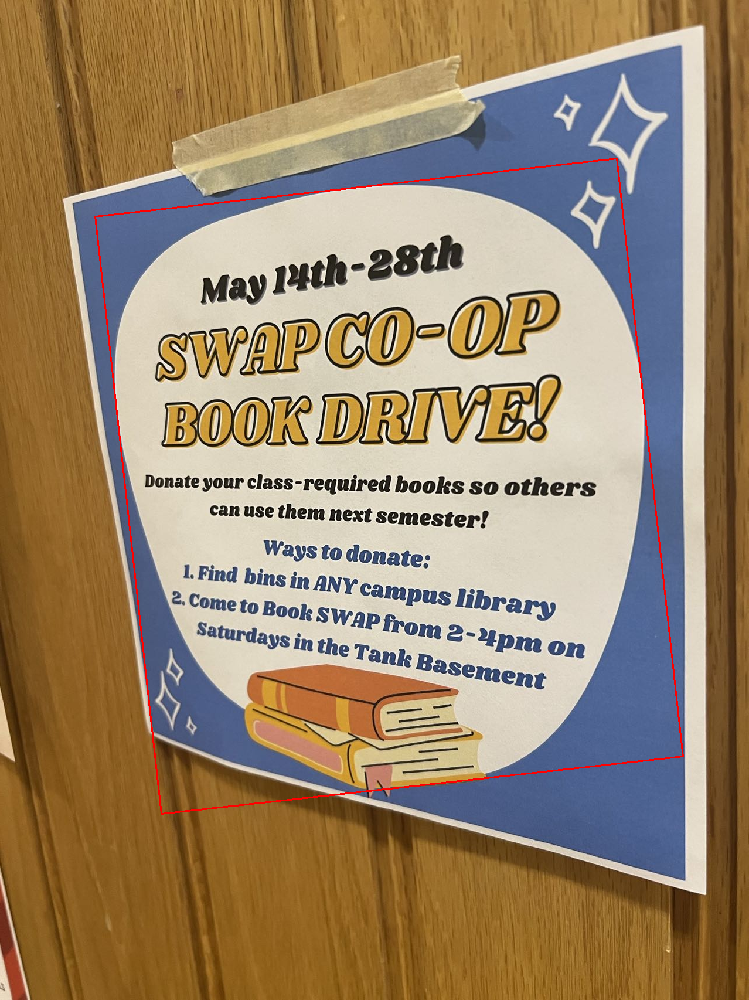 May 14th-28th
SWAP CO-OP
BOOK DRIVE!
Donate your class-required books so others
can use them next semester!
Ways to donate:
1. Find bins in ANY campus library
2. Come to Book SWAP from 2-4pm on
Saturdays in the Tank Basement